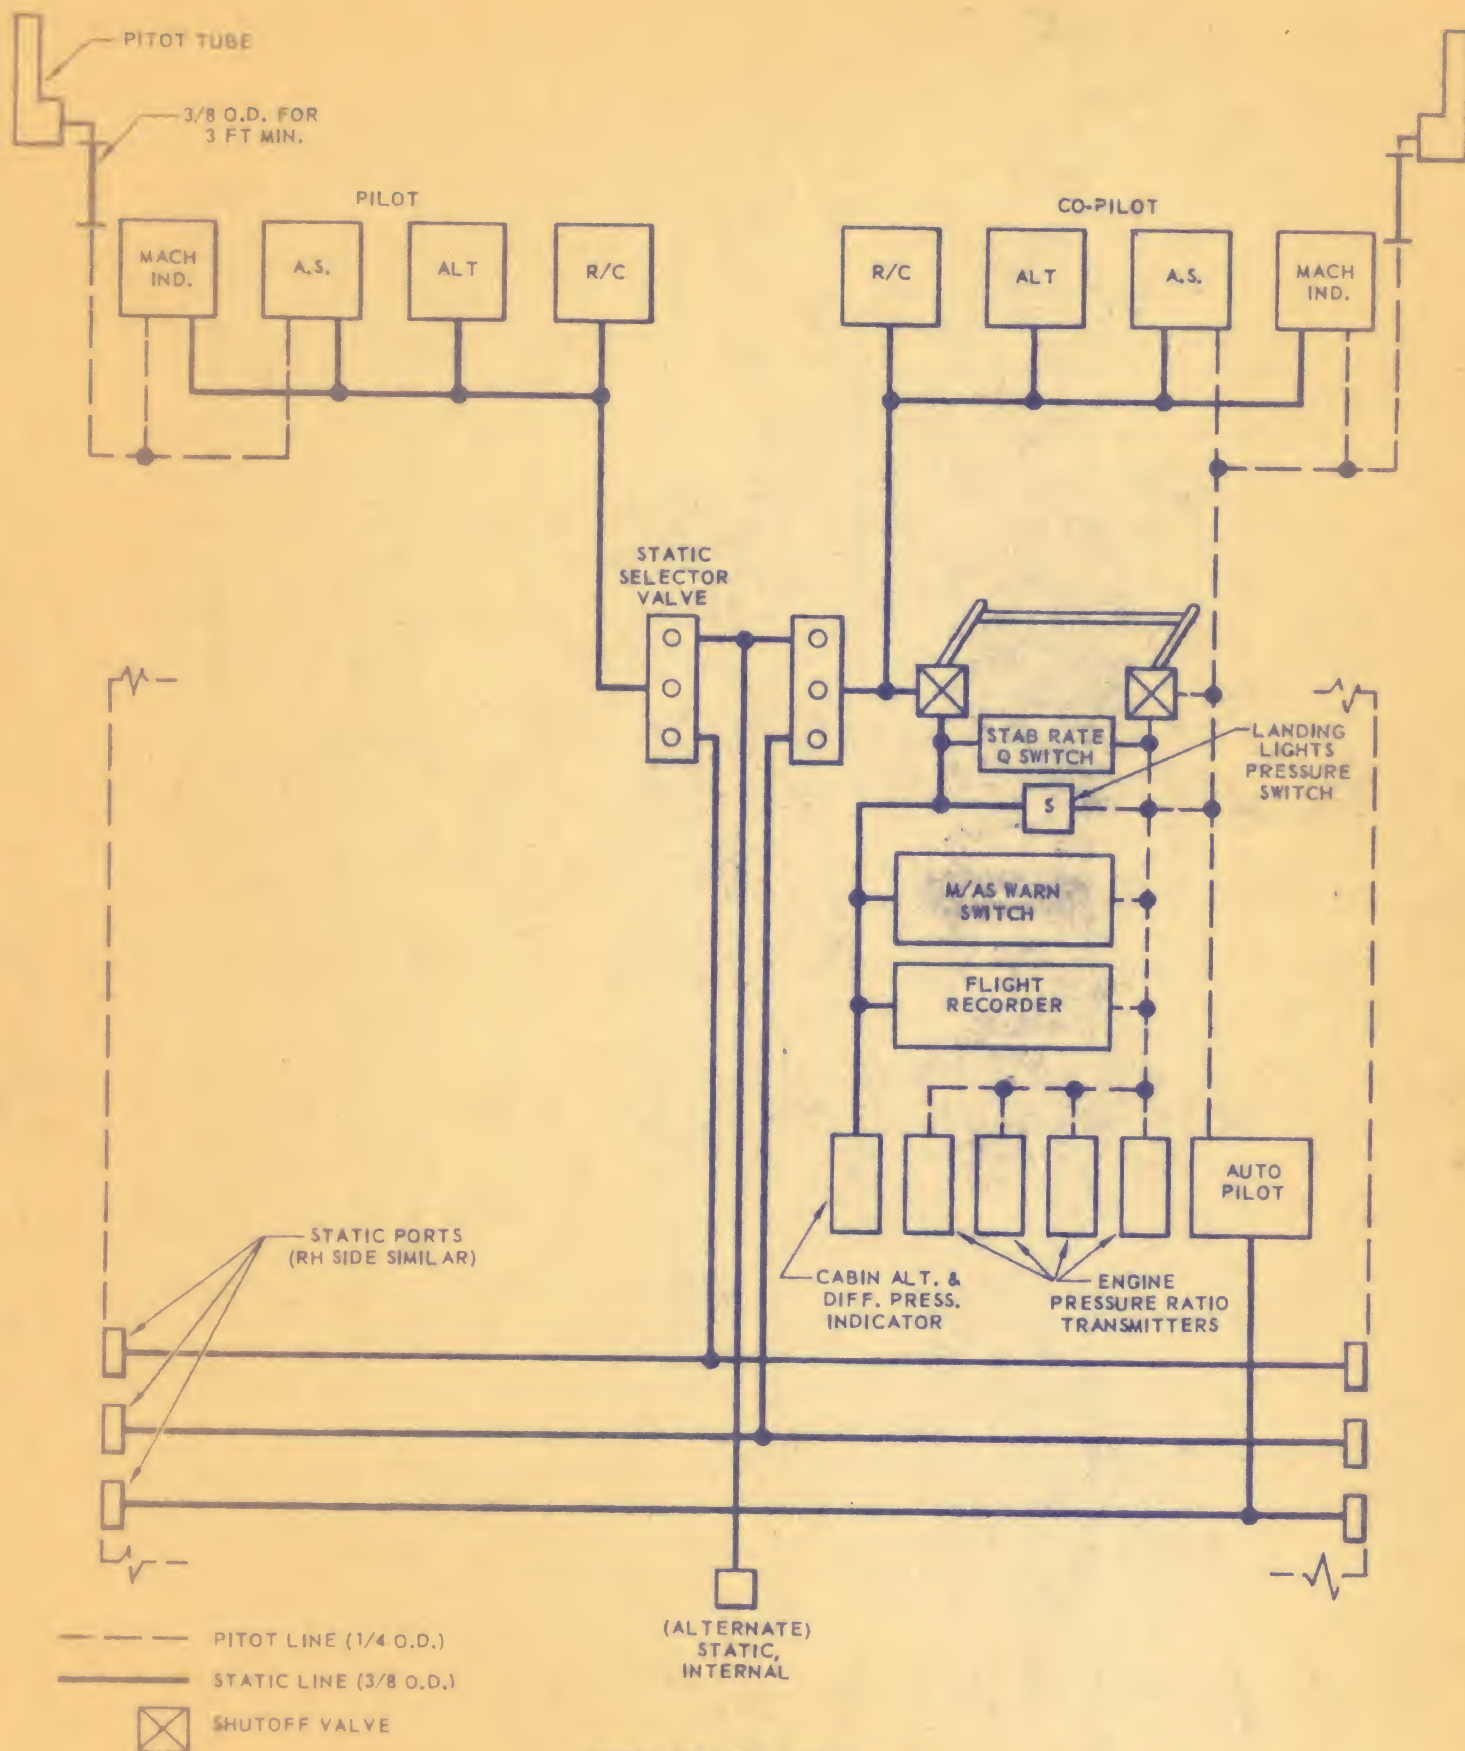 PITOT TUBE
3/8 O.D. FOR
3 FT MIN.
PILOT
CO-PILOT
MACH
IND.
A.S.
ALT
R/C
R/C
ALT
A.S.
MACH
IND.
STATIC
SELECTOR
VALVE
STAB RATE
Q SWITCH
LANDING
LIGHTS
PRESSURE
SWITCH
S
M/AS WARN
SWITCH
FLIGHT
RECORDER
AUTO
PILOT
STATIC PORTS
(RH SIDE SIMILAR)
CABIN ALT. &
DIFF. PRESS.
INDICATOR
ENGINE
PRESSURE RATIO
TRANSMITTERS
(ALTERNATE)
STATIC,
INTERNAL
PITOT LINE (1/4 O.D.)
STATIC LINE (3/8 O.D.)
SHUTOFF VALVE